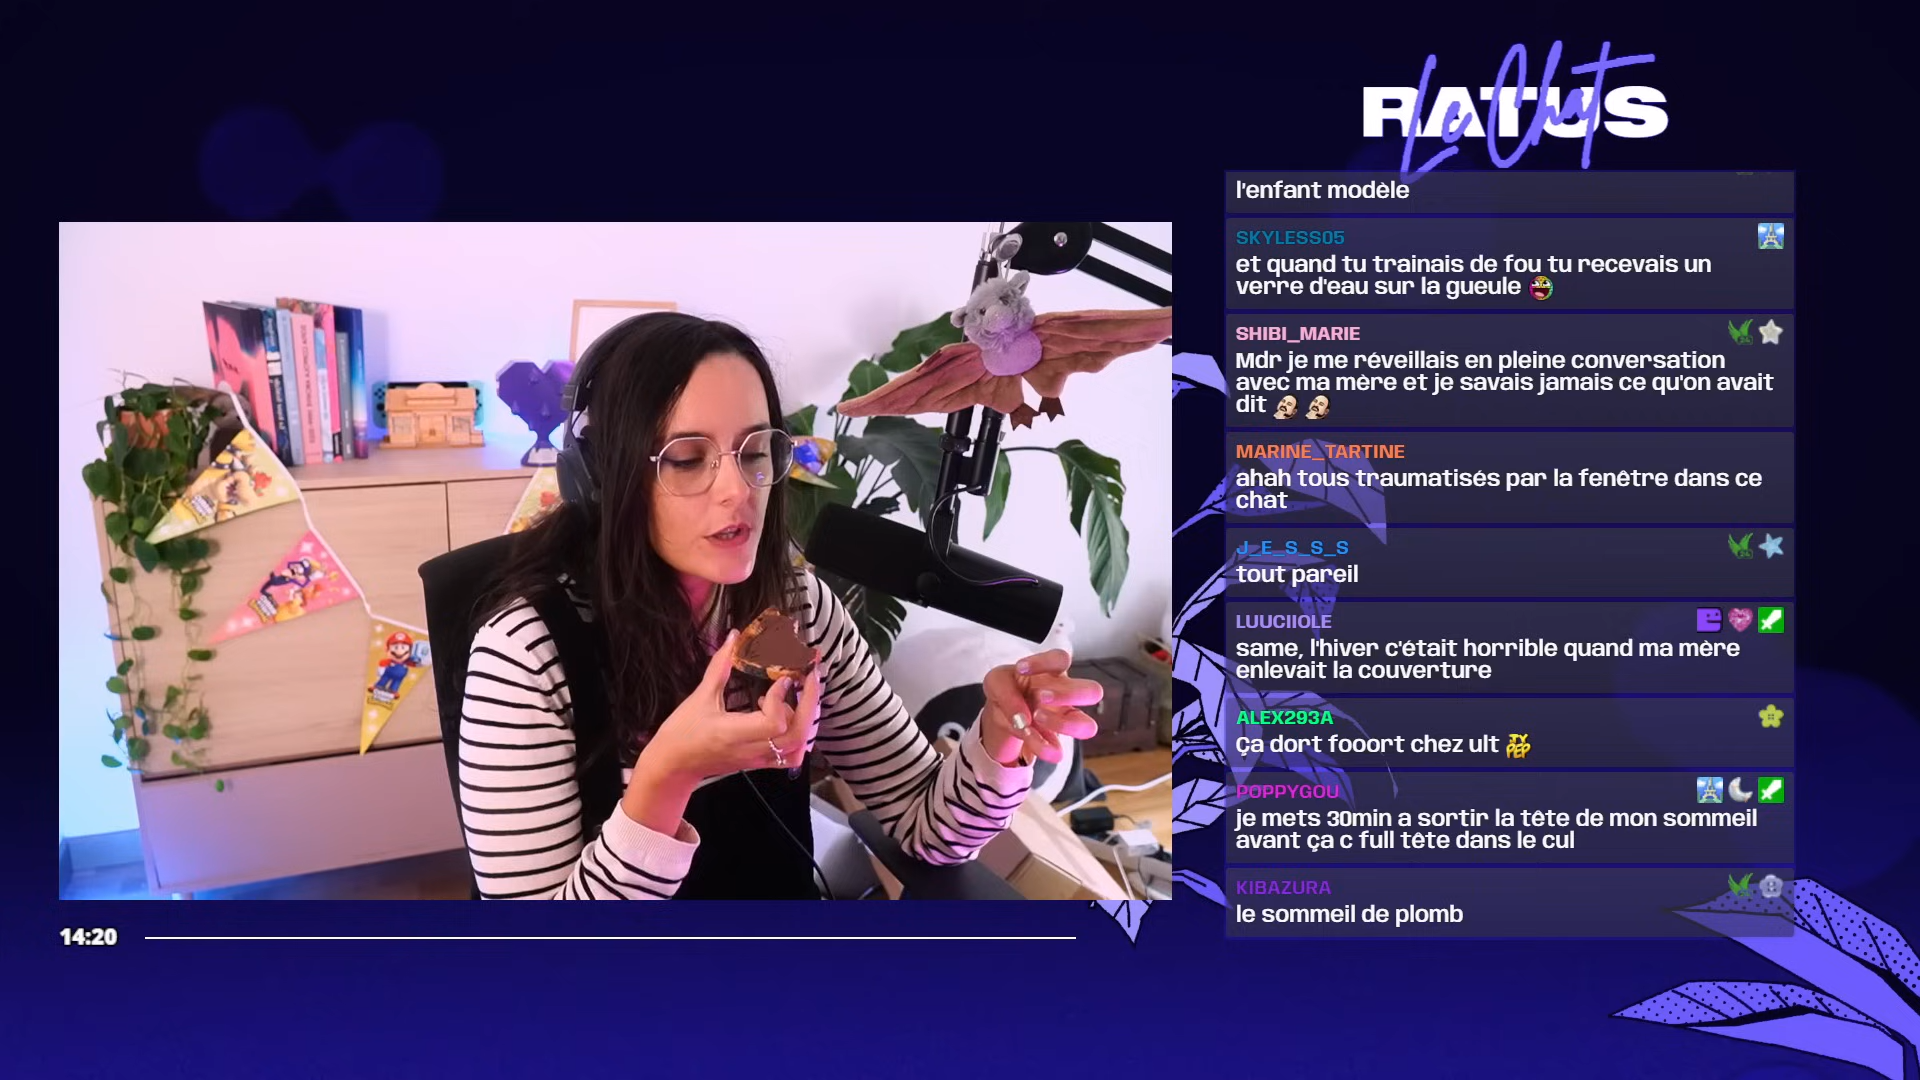 RATUS
Le Chat
l'enfant modèle
SKYLESS05
et quand tu trainais de fou tu recevais un
verre d'eau sur la gueule
SHIBI_MARIE
Mdr je me réveillais en pleine conversation
avec ma mère et je savais jamais ce qu'on avait
dit
MARINE_TARTINE
ahah tous traumatisés par la fenêtre dans ce
chat
J_E_S_S_S
tout pareil
LUUCIIOLE
same, l'hiver c'était horrible quand ma mère
enlevait la couverture
ALEX293A
Ça dort fooort chez ult
POPPYGOU
je mets 30min a sortir la tête de mon sommeil
avant ça c full tête dans le cul
KIBAZURA
le sommeil de plomb
14:20